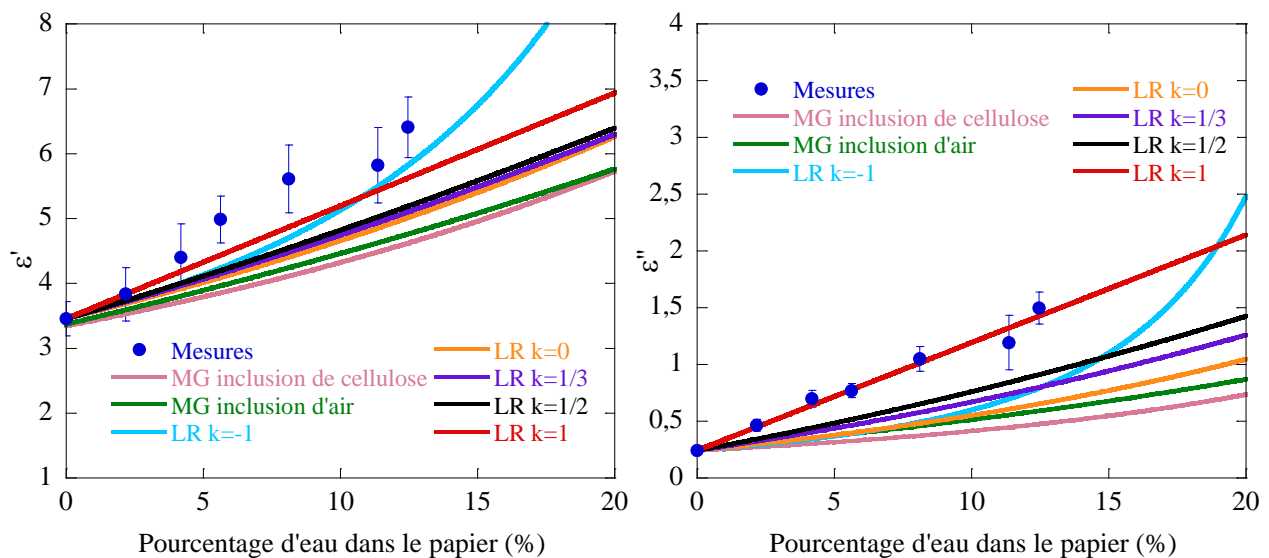 8
7
6
5
4
3
2
1
ε'
Mesures
MG inclusion de cellulose
MG inclusion d'air
LR k=-1
LR k=0
LR k=1/3
LR k=1/2
LR k=1
0
5
10
15
20
Pourcentage d'eau dans le papier (%)
4
3,5
3
2,5
2
1,5
1
0,5
0
ε''
Mesures
MG inclusion de cellulose
MG inclusion d'air
LR k=-1
LR k=0
LR k=1/3
LR k=1/2
LR k=1
0
5
10
15
20
Pourcentage d'eau dans le papier (%)